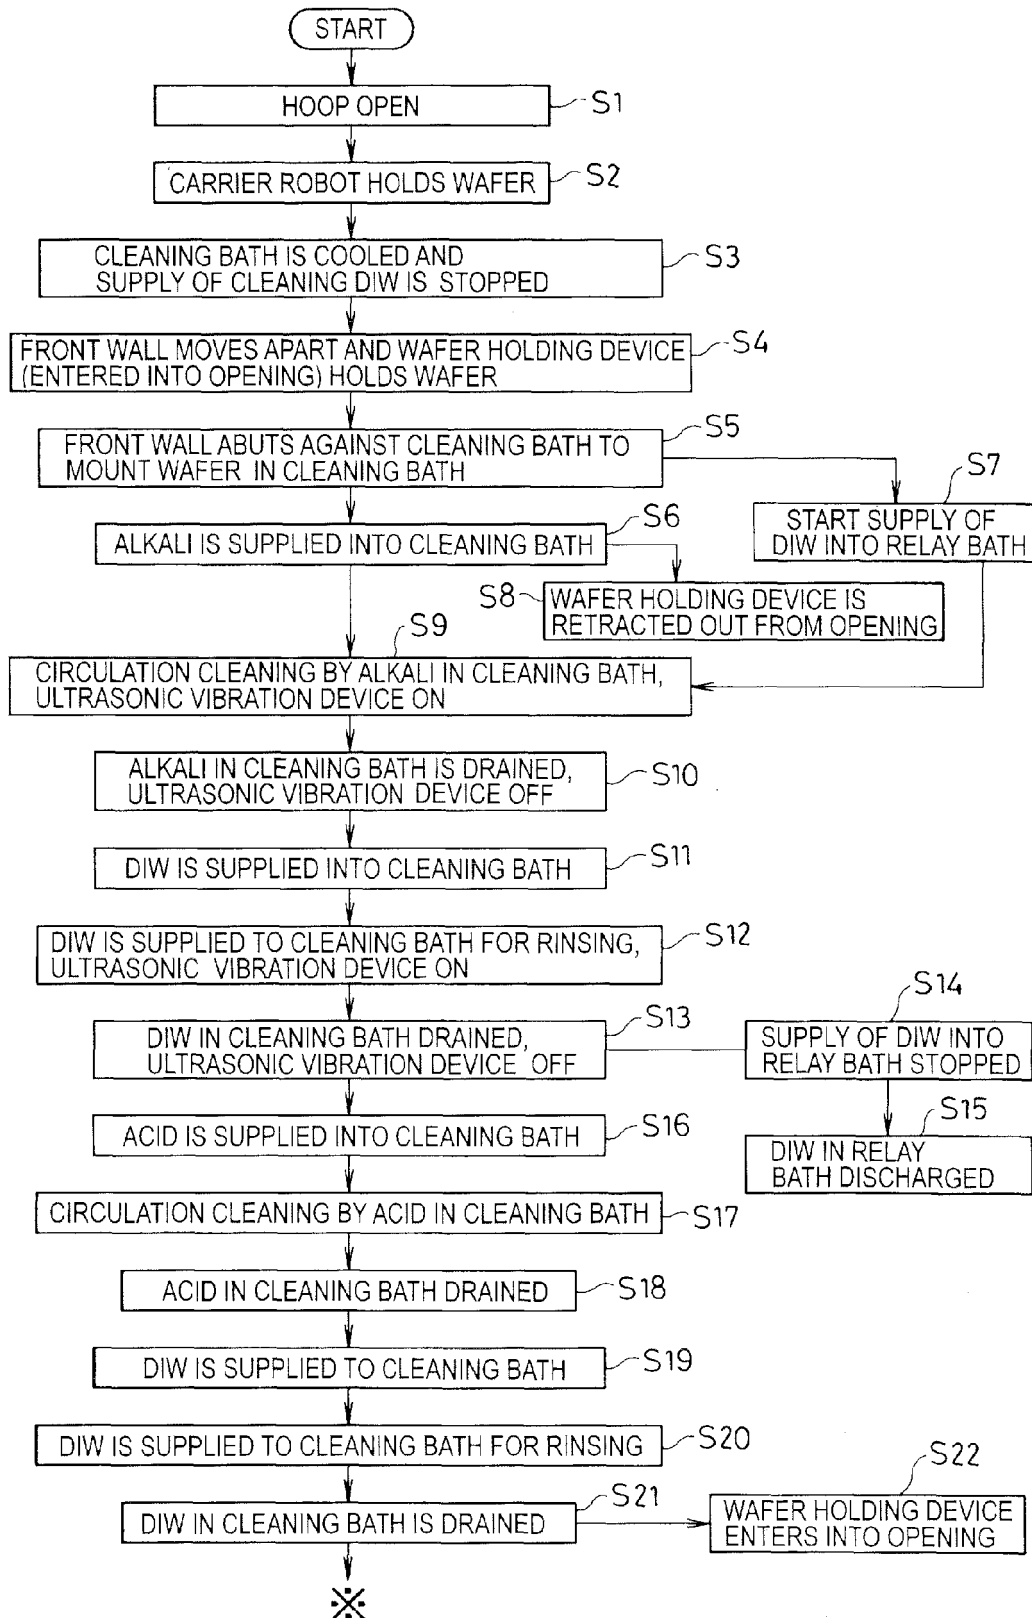 START
HOOP OPEN
S1
CARRIER ROBOT HOLDS WAFER
S2
CLEANING BATH IS COOLED AND
SUPPLY OF CLEANING DIW IS STOPPED
S3
FRONT WALL MOVES APART AND WAFER HOLDING DEVICE
(ENTERED INTO OPENING) HOLDS WAFER
S4
FRONT WALL ABUTS AGAINST CLEANING BATH TO
MOUNT WAFER IN CLEANING BATH
S5
S7
START SUPPLY OF
DIW INTO RELAY BATH
ALKALI IS SUPPLIED INTO CLEANING BATH
S6
S8
WAFER HOLDING DEVICE IS
RETRACTED OUT FROM OPENING
S9
CIRCULATION CLEANING BY ALKALI IN CLEANING BATH,
ULTRASONIC VIBRATION DEVICE ON
ALKALI IN CLEANING BATH IS DRAINED,
ULTRASONIC VIBRATION DEVICE OFF
S10
DIW IS SUPPLIED INTO CLEANING BATH
S11
DIW IS SUPPLIED TO CLEANING BATH FOR RINSING,
ULTRASONIC VIBRATION DEVICE ON
S12
DIW IN CLEANING BATH DRAINED,
ULTRASONIC VIBRATION DEVICE OFF
S13
S14
SUPPLY OF DIW INTO
RELAY BATH STOPPED
S15
DIW IN RELAY
BATH DISCHARGED
ACID IS SUPPLIED INTO CLEANING BATH
S16
CIRCULATION CLEANING BY ACID IN CLEANING BATH
S17
ACID IN CLEANING BATH DRAINED
S18
DIW IS SUPPLIED TO CLEANING BATH
S19
DIW IS SUPPLIED TO CLEANING BATH FOR RINSING
S20
DIW IN CLEANING BATH IS DRAINED
S21
S22
WAFER HOLDING DEVICE
ENTERS INTO OPENING
※